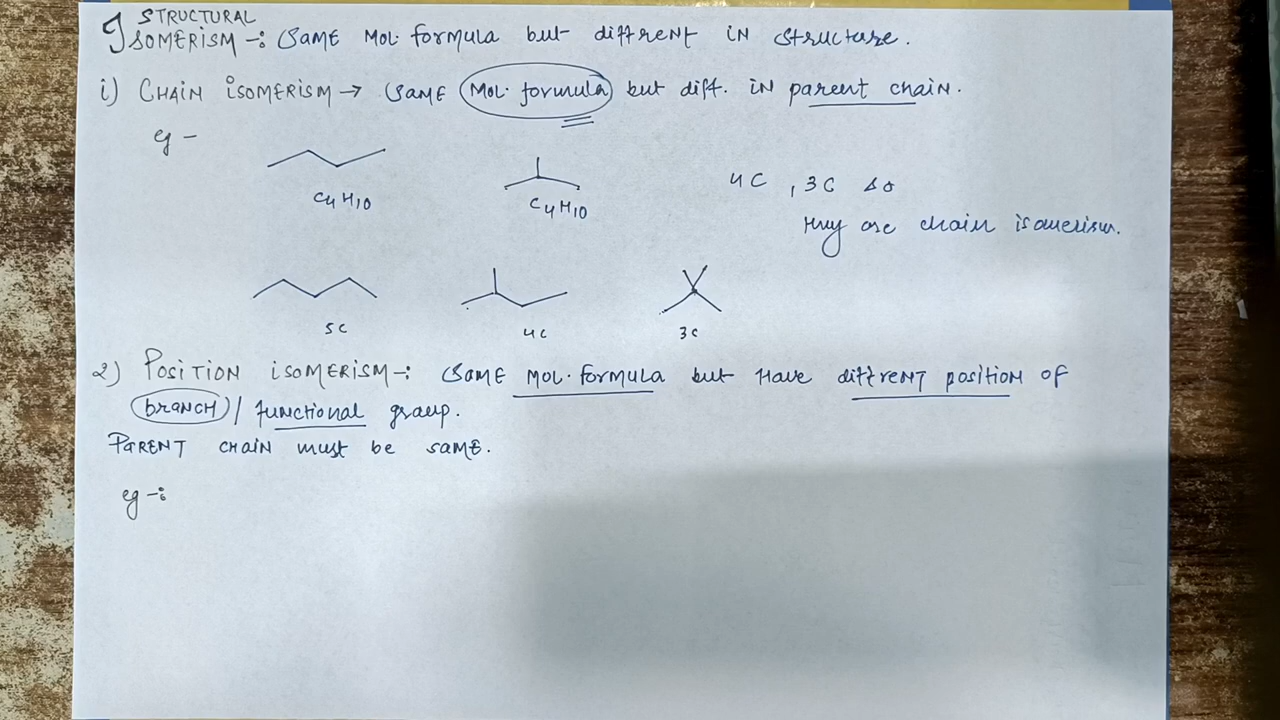 STRUCTURAL
ISOMERISM -: SAME MOL. formula but diffrent IN structure.
i) CHAIN isomERISM → SAME MOL. formula but diff. IN parent chain.
eg -
C4H10 C4H10 4C , 3C so
they are chain isomerism.
5C 4C 3C
2) POSITION isOMERISM -: SAME MOL. formula but Have diffrENT position OF
brANCH / functional group.
PARENT CHAIN must be same.
eg -: